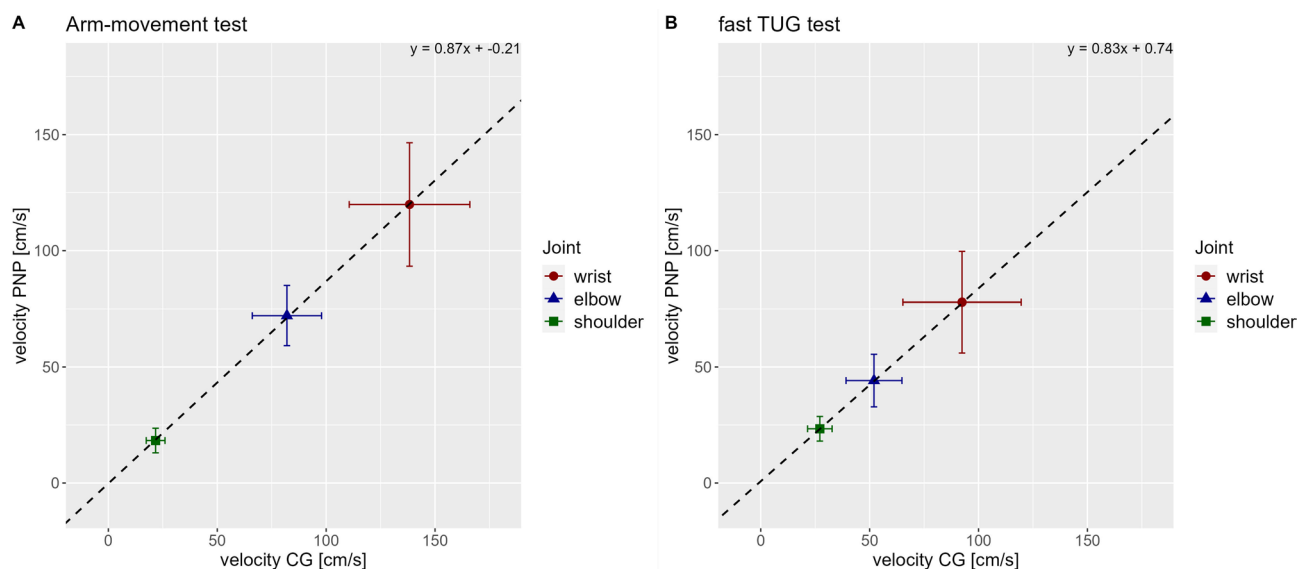 A Arm-movement test
y = 0.87x + -0.21
150
100
50
0
velocity PNP [cm/s]
0 50 100 150
velocity CG [cm/s]
Joint
wrist
elbow
shoulder
B fast TUG test
y = 0.83x + 0.74
150
100
50
0
velocity PNP [cm/s]
0 50 100 150
velocity CG [cm/s]
Joint
wrist
elbow
shoulder